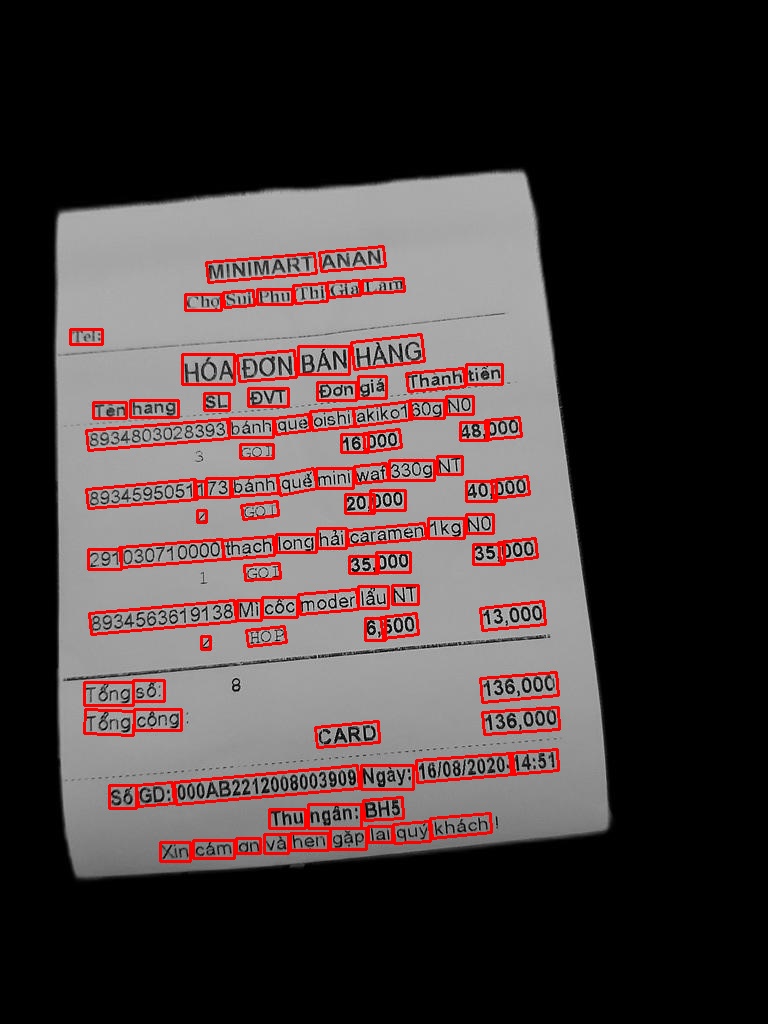 MINIMART ANAN
Chợ Sủi Phú Thị Gia Lâm
Tel:
HÓA ĐƠN BÁN HÀNG
Tên hàng SL ĐVT Đơn giá Thành tiền
8934803028393 bánh quế oishi akiko160g N0
3 GOI 16,000 48,000
8934595051173 bánh quế mini waf 330g NT
2 GOI 20,000 40,000
291030710000 thạch long hải caramen 1kg N0
1 GOI 35,000 35,000
8934563619138 Mì cốc moder lẩu NT
2 HOP 6,500 13,000
Tổng số: 8 136,000
Tổng cộng : 136,000
CARD
Số GD: 000AB2212008003909 Ngày: 16/08/2020-14:51
Thu ngân: BH5
Xin cám ơn và hẹn gặp lại quý khách !